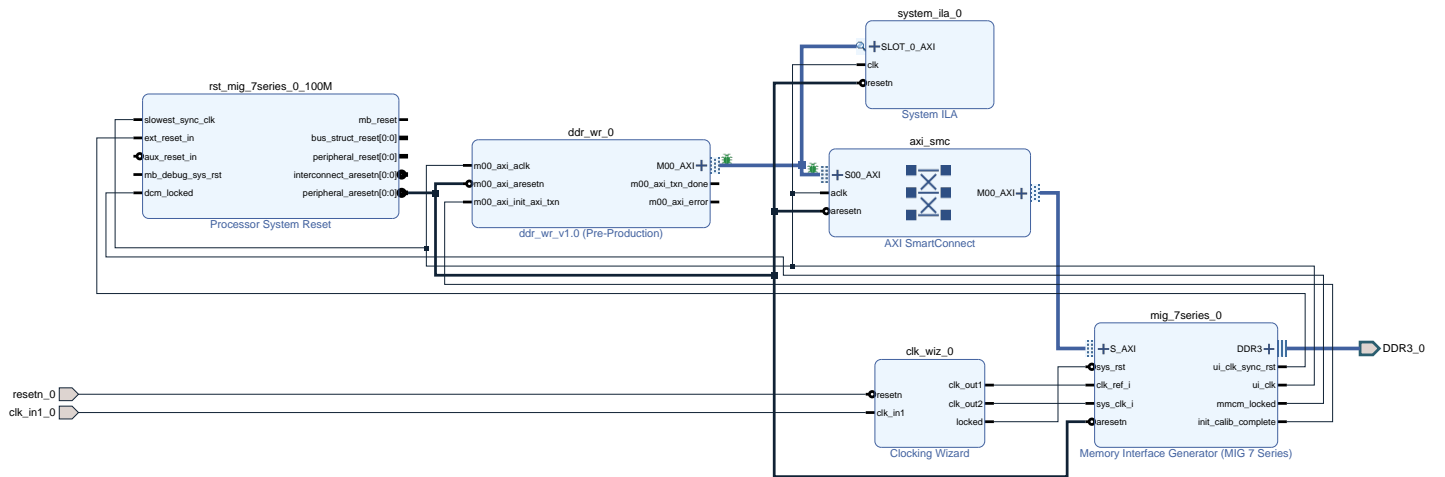 system_ila_0
SLOT_0_AXI
clk
resetn
System ILA
rst_mig_7series_0_100M
slowest_sync_clk
ext_reset_in
aux_reset_in
mb_debug_sys_rst
dcm_locked
mb_reset
bus_struct_reset[0:0]
peripheral_reset[0:0]
interconnect_aresetn[0:0]
peripheral_aresetn[0:0]
Processor System Reset
ddr_wr_0
m00_axi_aclk
m00_axi_aresetn
m00_axi_init_axi_txn
M00_AXI
m00_axi_txn_done
m00_axi_error
ddr_wr_v1.0 (Pre-Production)
axi_smc
S00_AXI
aclk
aresetn
M00_AXI
AXI SmartConnect
mig_7series_0
S_AXI
sys_rst
clk_ref_i
sys_clk_i
aresetn
DDR3
ui_clk_sync_rst
ui_clk
mmcm_locked
init_calib_complete
Memory Interface Generator (MIG 7 Series)
DDR3_0
clk_wiz_0
resetn
clk_in1
clk_out1
clk_out2
locked
Clocking Wizard
resetn_0
clk_in1_0